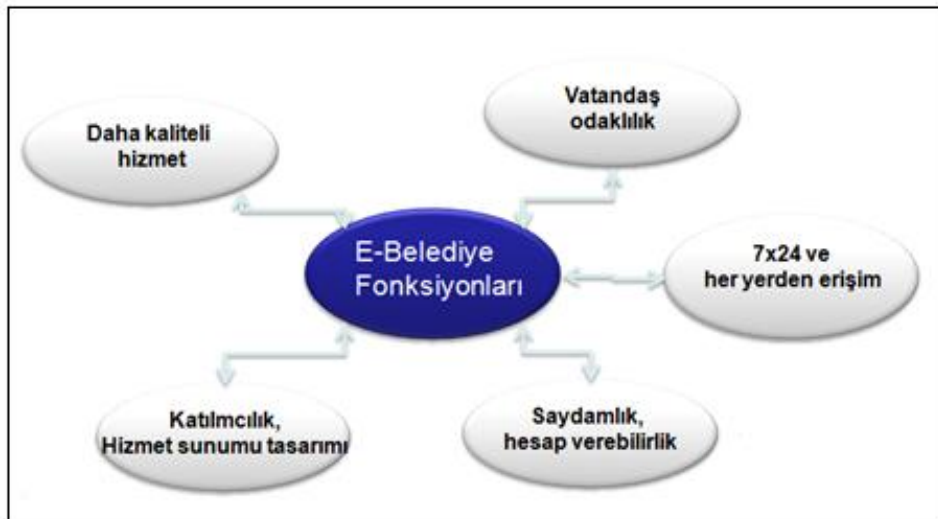 Vatandaş
odaklılık
Daha kaliteli
hizmet
E-Belediye
Fonksiyonları
7x24 ve
her yerden erişim
Katılmcılık,
Hizmet sunumu tasarımı
Saydamlık,
hesap verebilirlik